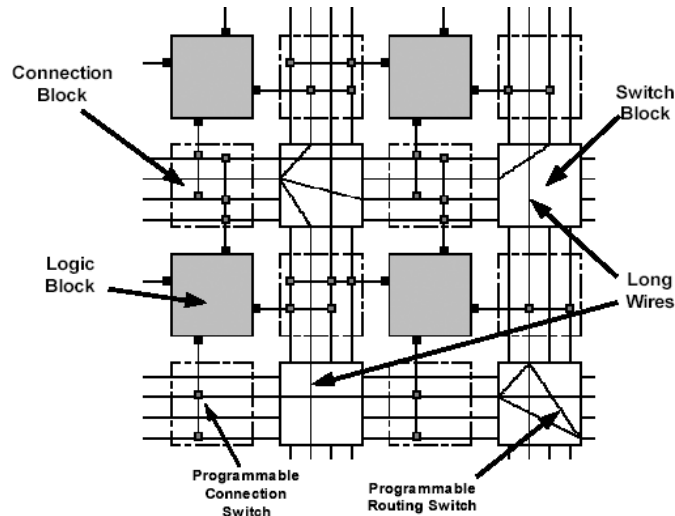 Connection
Block
Switch
Block
Logic
Block
Long
Wires
Programmable
Connection
Switch
Programmable
Routing Switch